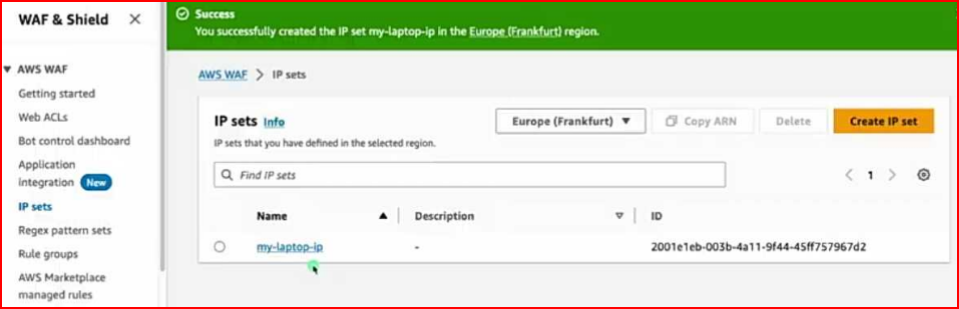 WAF & Shield
Success
You successfully created the IP set my-laptop-ip in the Europe (Frankfurt) region.
AWS WAF
Getting started
Web ACLs
Bot control dashboard
Application
integration New
IP sets
Regex pattern sets
Rule groups
AWS Marketplace
managed rules
AWS WAF > IP sets
IP sets Info
Europe (Frankfurt)
Copy ARN
Delete
Create IP set
IP sets that you have defined in the selected region.
Find IP sets
1
Name Description ID
my-laptop-ip - 2001e1eb-003b-4a11-9f44-45ff757967d2